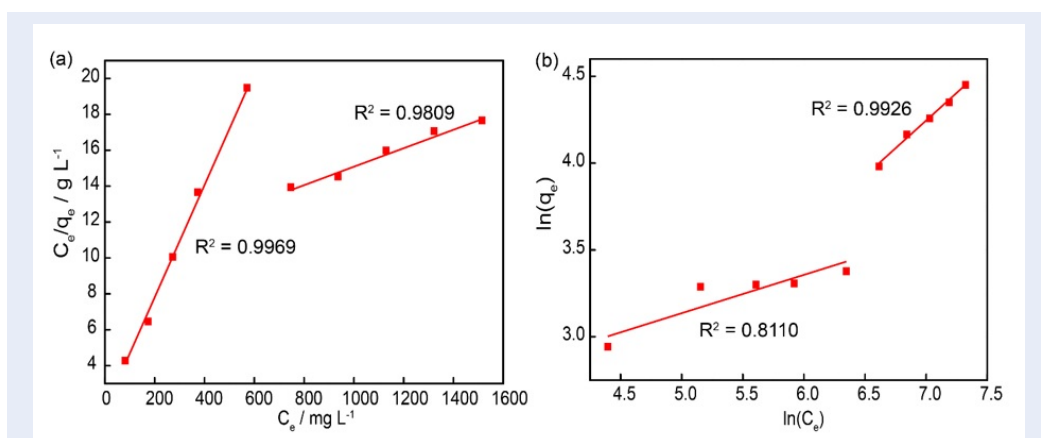 (a)
20
18
16
14
12
10
8
6
4
0 200 400 600 800 1000 1200 1400 1600
Cₑ/qₑ / g L⁻¹
Cₑ / mg L⁻¹
R² = 0.9809
R² = 0.9969
(b)
4.5
4.0
3.5
3.0
4.5 5.0 5.5 6.0 6.5 7.0 7.5
ln(qₑ)
ln(Cₑ)
R² = 0.9926
R² = 0.8110